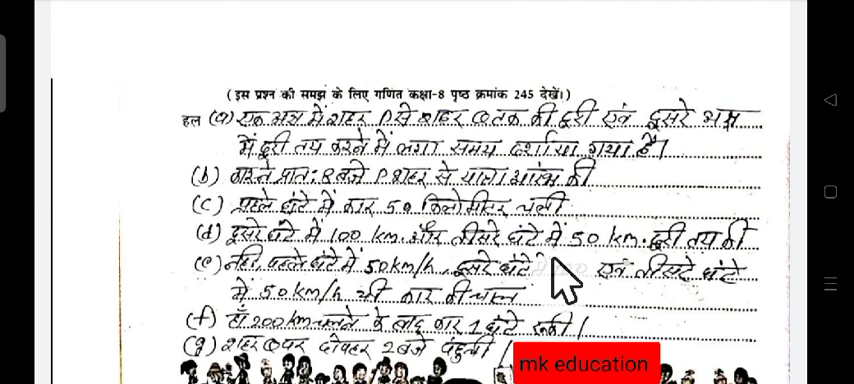 (इस प्रश्न की समझ के लिए गणित कक्षा-8 पृष्ठ क्रमांक 245 देखें।)
हल (a) एक अक्ष में शहर P से शहर Q तक की दूरी एवं दूसरे अक्ष
में दूरी तय करने में लगा समय दर्शाया गया है।
(b) कार ने प्रातः 8 बजे P शहर से यात्रा आरंभ की
(c) पहले घंटे में कार 50 किलोमीटर चली
(d) दूसरे घंटे में 100 km. और तीसरे घंटे में 50 km. दूरी तय की
(e) नहीं, पहले घंटे में 50 km/h, दूसरे घंटे में 100 एवं तीसरे घंटे
में 50 km/h थी कार की चाल
(f) हाँ 200 km चलने के बाद कार 1 घंटे रूकी।
(g) शहर Q पर दोपहर 2 बजे पहुंची।
mk education